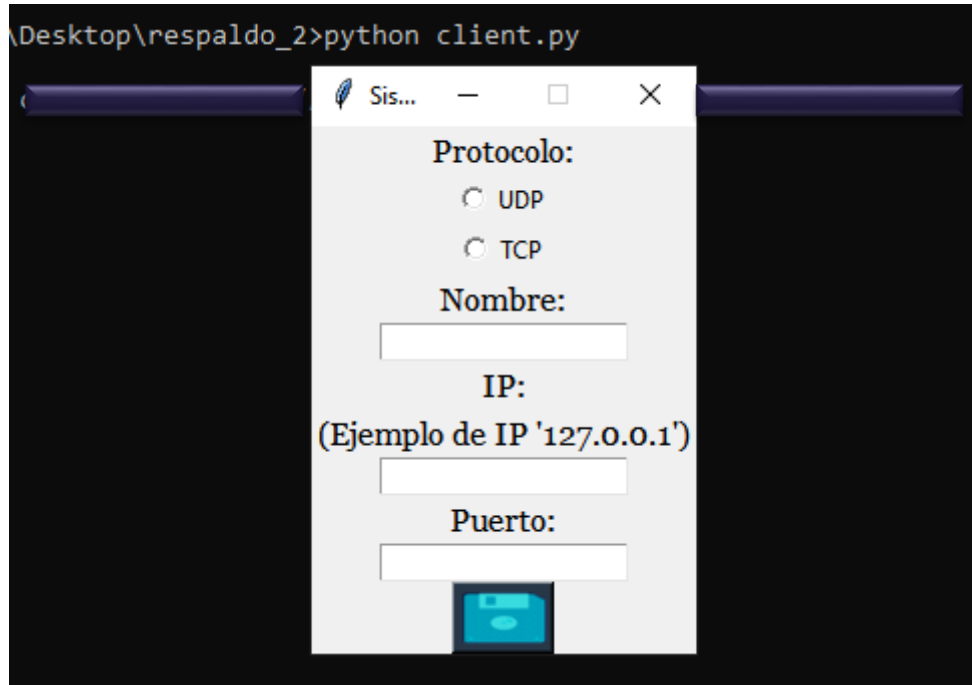 \Desktop\respaldo_2>python client.py
Sis...
Protocolo:
UDP
TCP
Nombre:
IP:
(Ejemplo de IP '127.0.0.1')
Puerto: